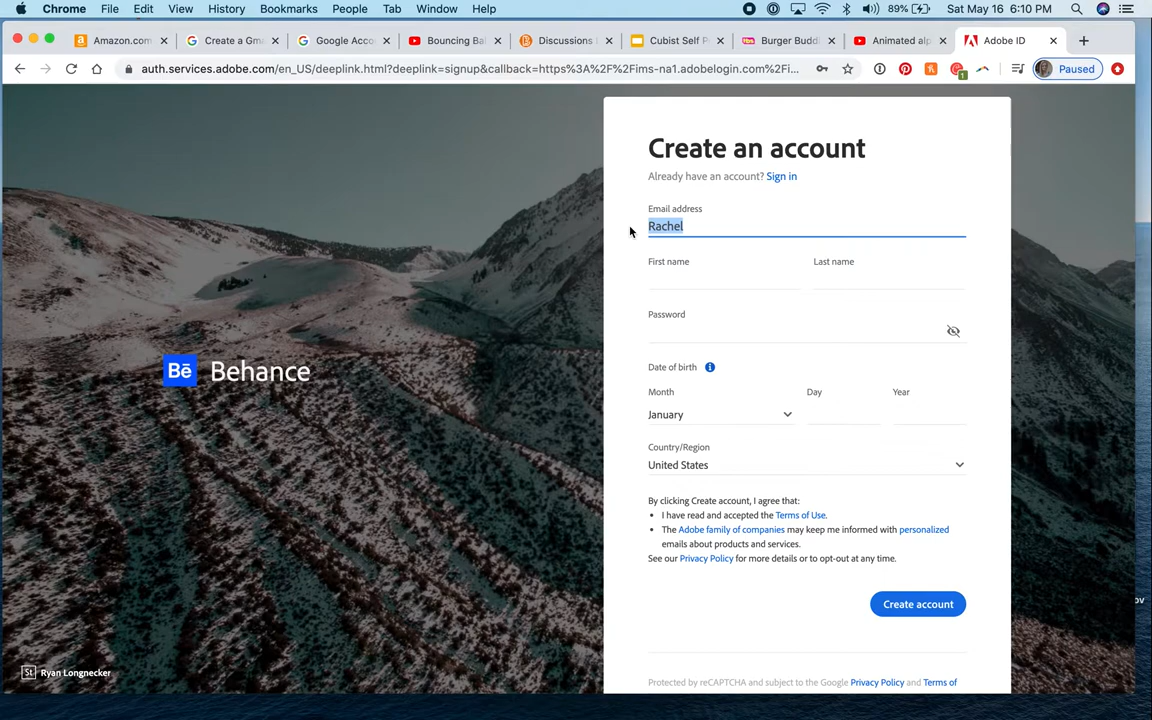 Chrome File Edit View History Bookmarks People Tab Window Help 89% Sat May 16 6:10 PM
Amazon.com Create a Gm Google Acco Bouncing Ba Discussions Cubist Self P Burger Budd Animated alp Adobe ID
auth.services.adobe.com/en_US/deeplink.html?deeplink=signup&callback=https%3A%2F%2Fims-na1.adobelogin.com%2Fi... 1 Paused
Create an account
Already have an account? Sign in
Email address
Rachel
First name Last name
Password
Date of birth
Month Day Year
January
Country/Region
United States
By clicking Create account, I agree that:
• I have read and accepted the Terms of Use.
• The Adobe family of companies may keep me informed with personalized
emails about products and services.
See our Privacy Policy for more details or to opt-out at any time.
Create account
Protected by reCAPTCHA and subject to the Google Privacy Policy and Terms of
Bē Behance
St Ryan Longnecker
ov